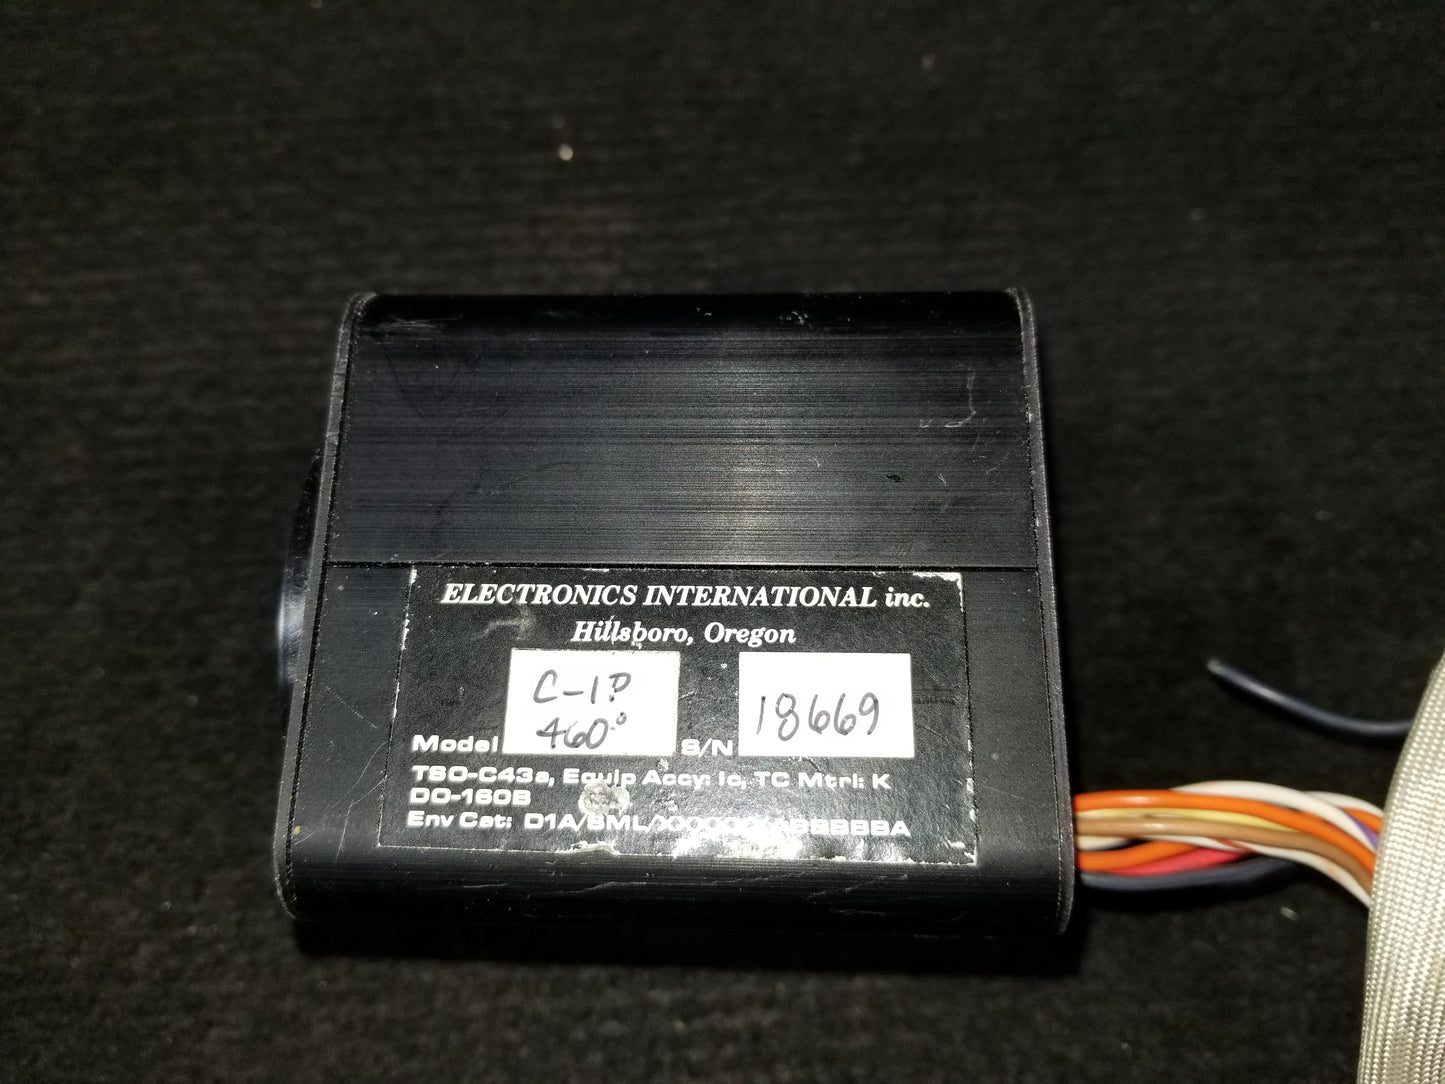 ELECTRONICS INTERNATIONAL inc.
Hillsboro, Oregon
Model C-1P 460° S/N 18669
TSO-C43a, Equip Accy: Ic, TC Mtrl: K
DO-160B
Env Cat: D1A/